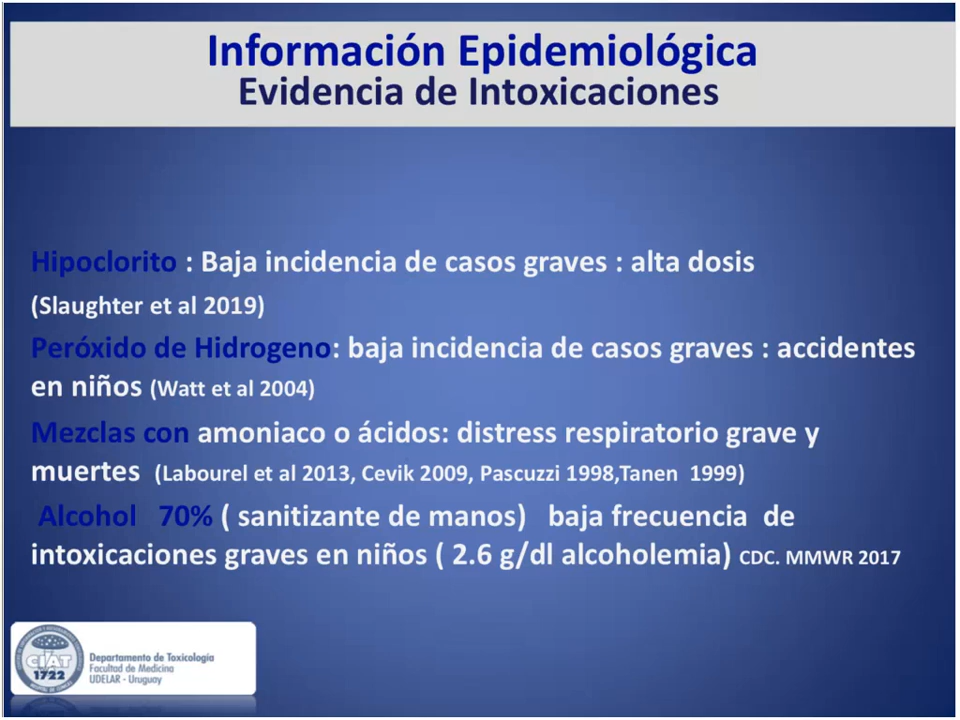 Información Epidemiológica
Evidencia de Intoxicaciones
Hipoclorito : Baja incidencia de casos graves : alta dosis
(Slaughter et al 2019)
Peróxido de Hidrogeno: baja incidencia de casos graves : accidentes
en niños (Watt et al 2004)
Mezclas con amoniaco o ácidos: distress respiratorio grave y
muertes (Labourel et al 2013, Cevik 2009, Pascuzzi 1998,Tanen 1999)
Alcohol 70% ( sanitizante de manos) baja frecuencia de
intoxicaciones graves en niños ( 2.6 g/dl alcoholemia) CDC. MMWR 2017
CIAT
1722
Departamento de Toxicología
Facultad de Medicina
UDELAR - Uruguay